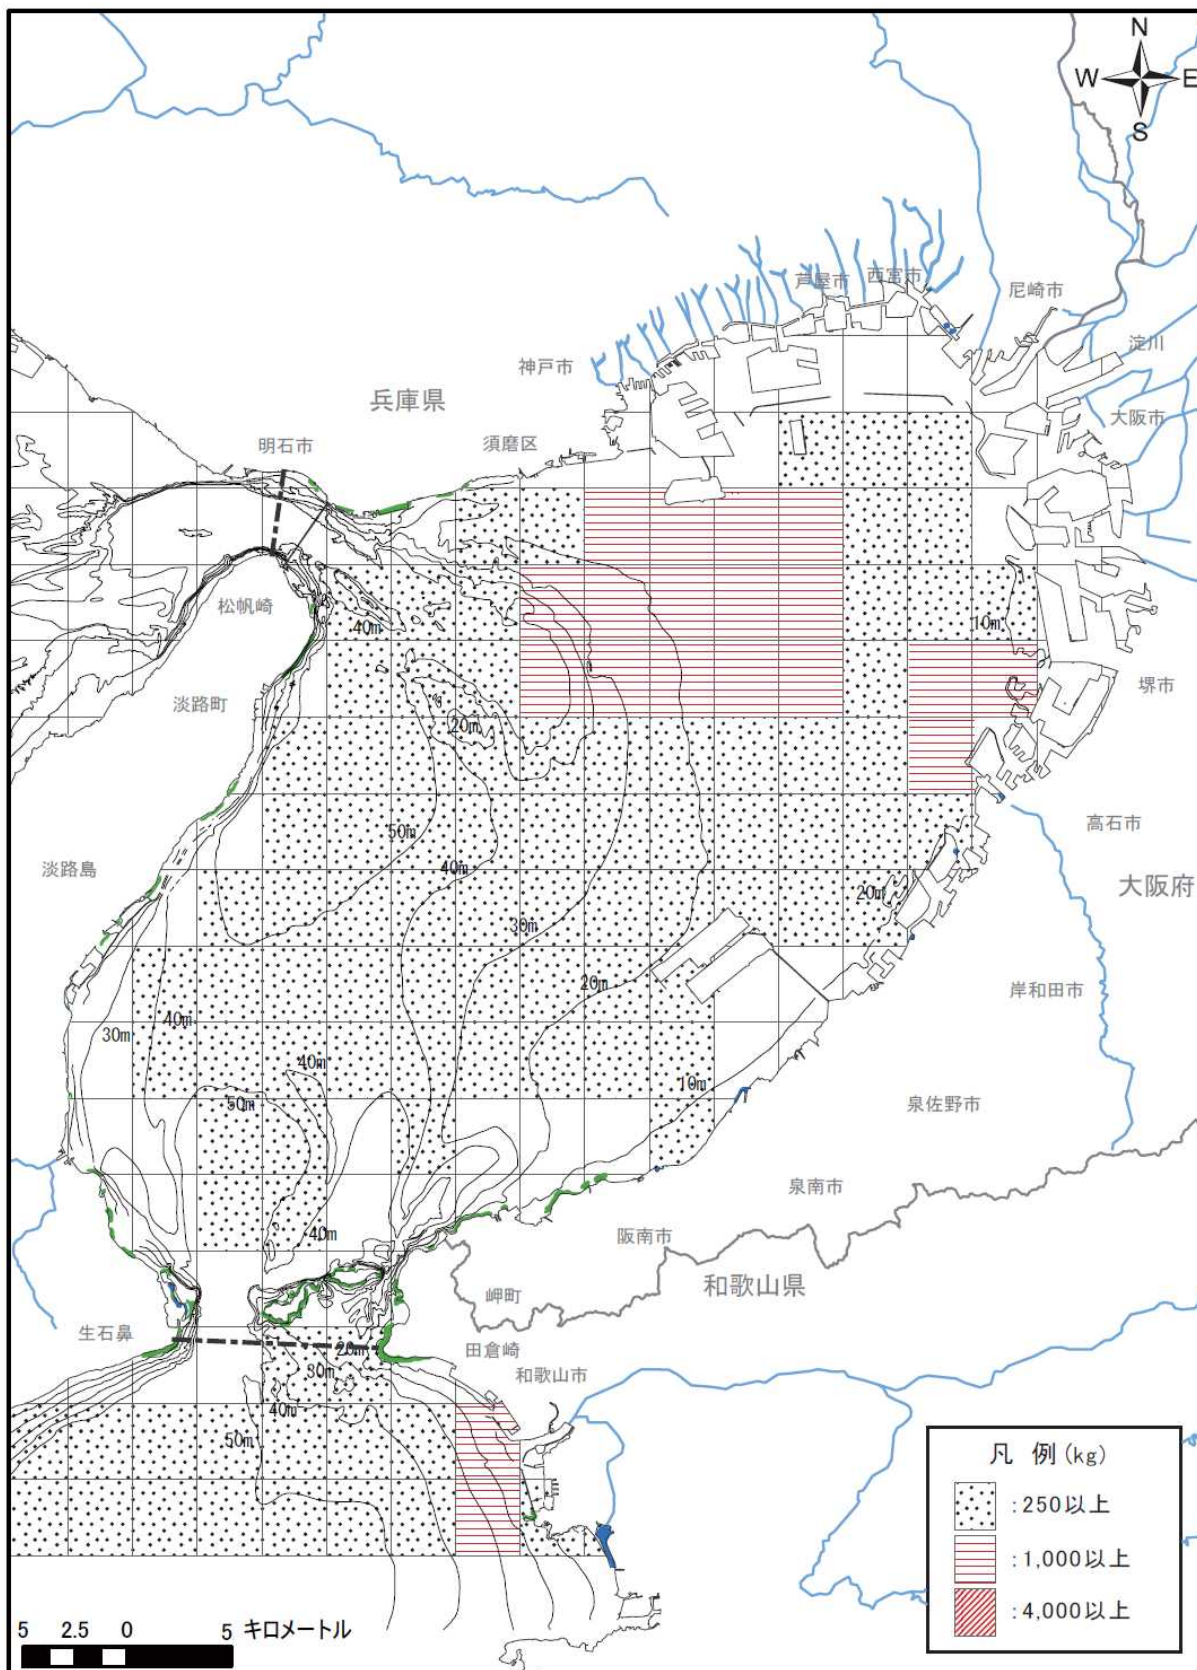 N
W E
S
芦屋市
西宮市
尼崎市
神戸市
淀川
兵庫県
大阪市
明石市
須磨区
松帆崎
40m
10m
淡路町
20m
堺市
50m
高石市
淡路島
40m
20m
大阪府
30m
20m
岸和田市
30m
40m
40m
10m
50m
泉佐野市
泉南市
40m
阪南市
岬町
和歌山県
生石鼻
20m
田倉崎
30m
和歌山市
40m
50m
凡 例 (kg)
:250以上
:1,000以上
:4,000以上
5 2.5 0 5 キロメートル